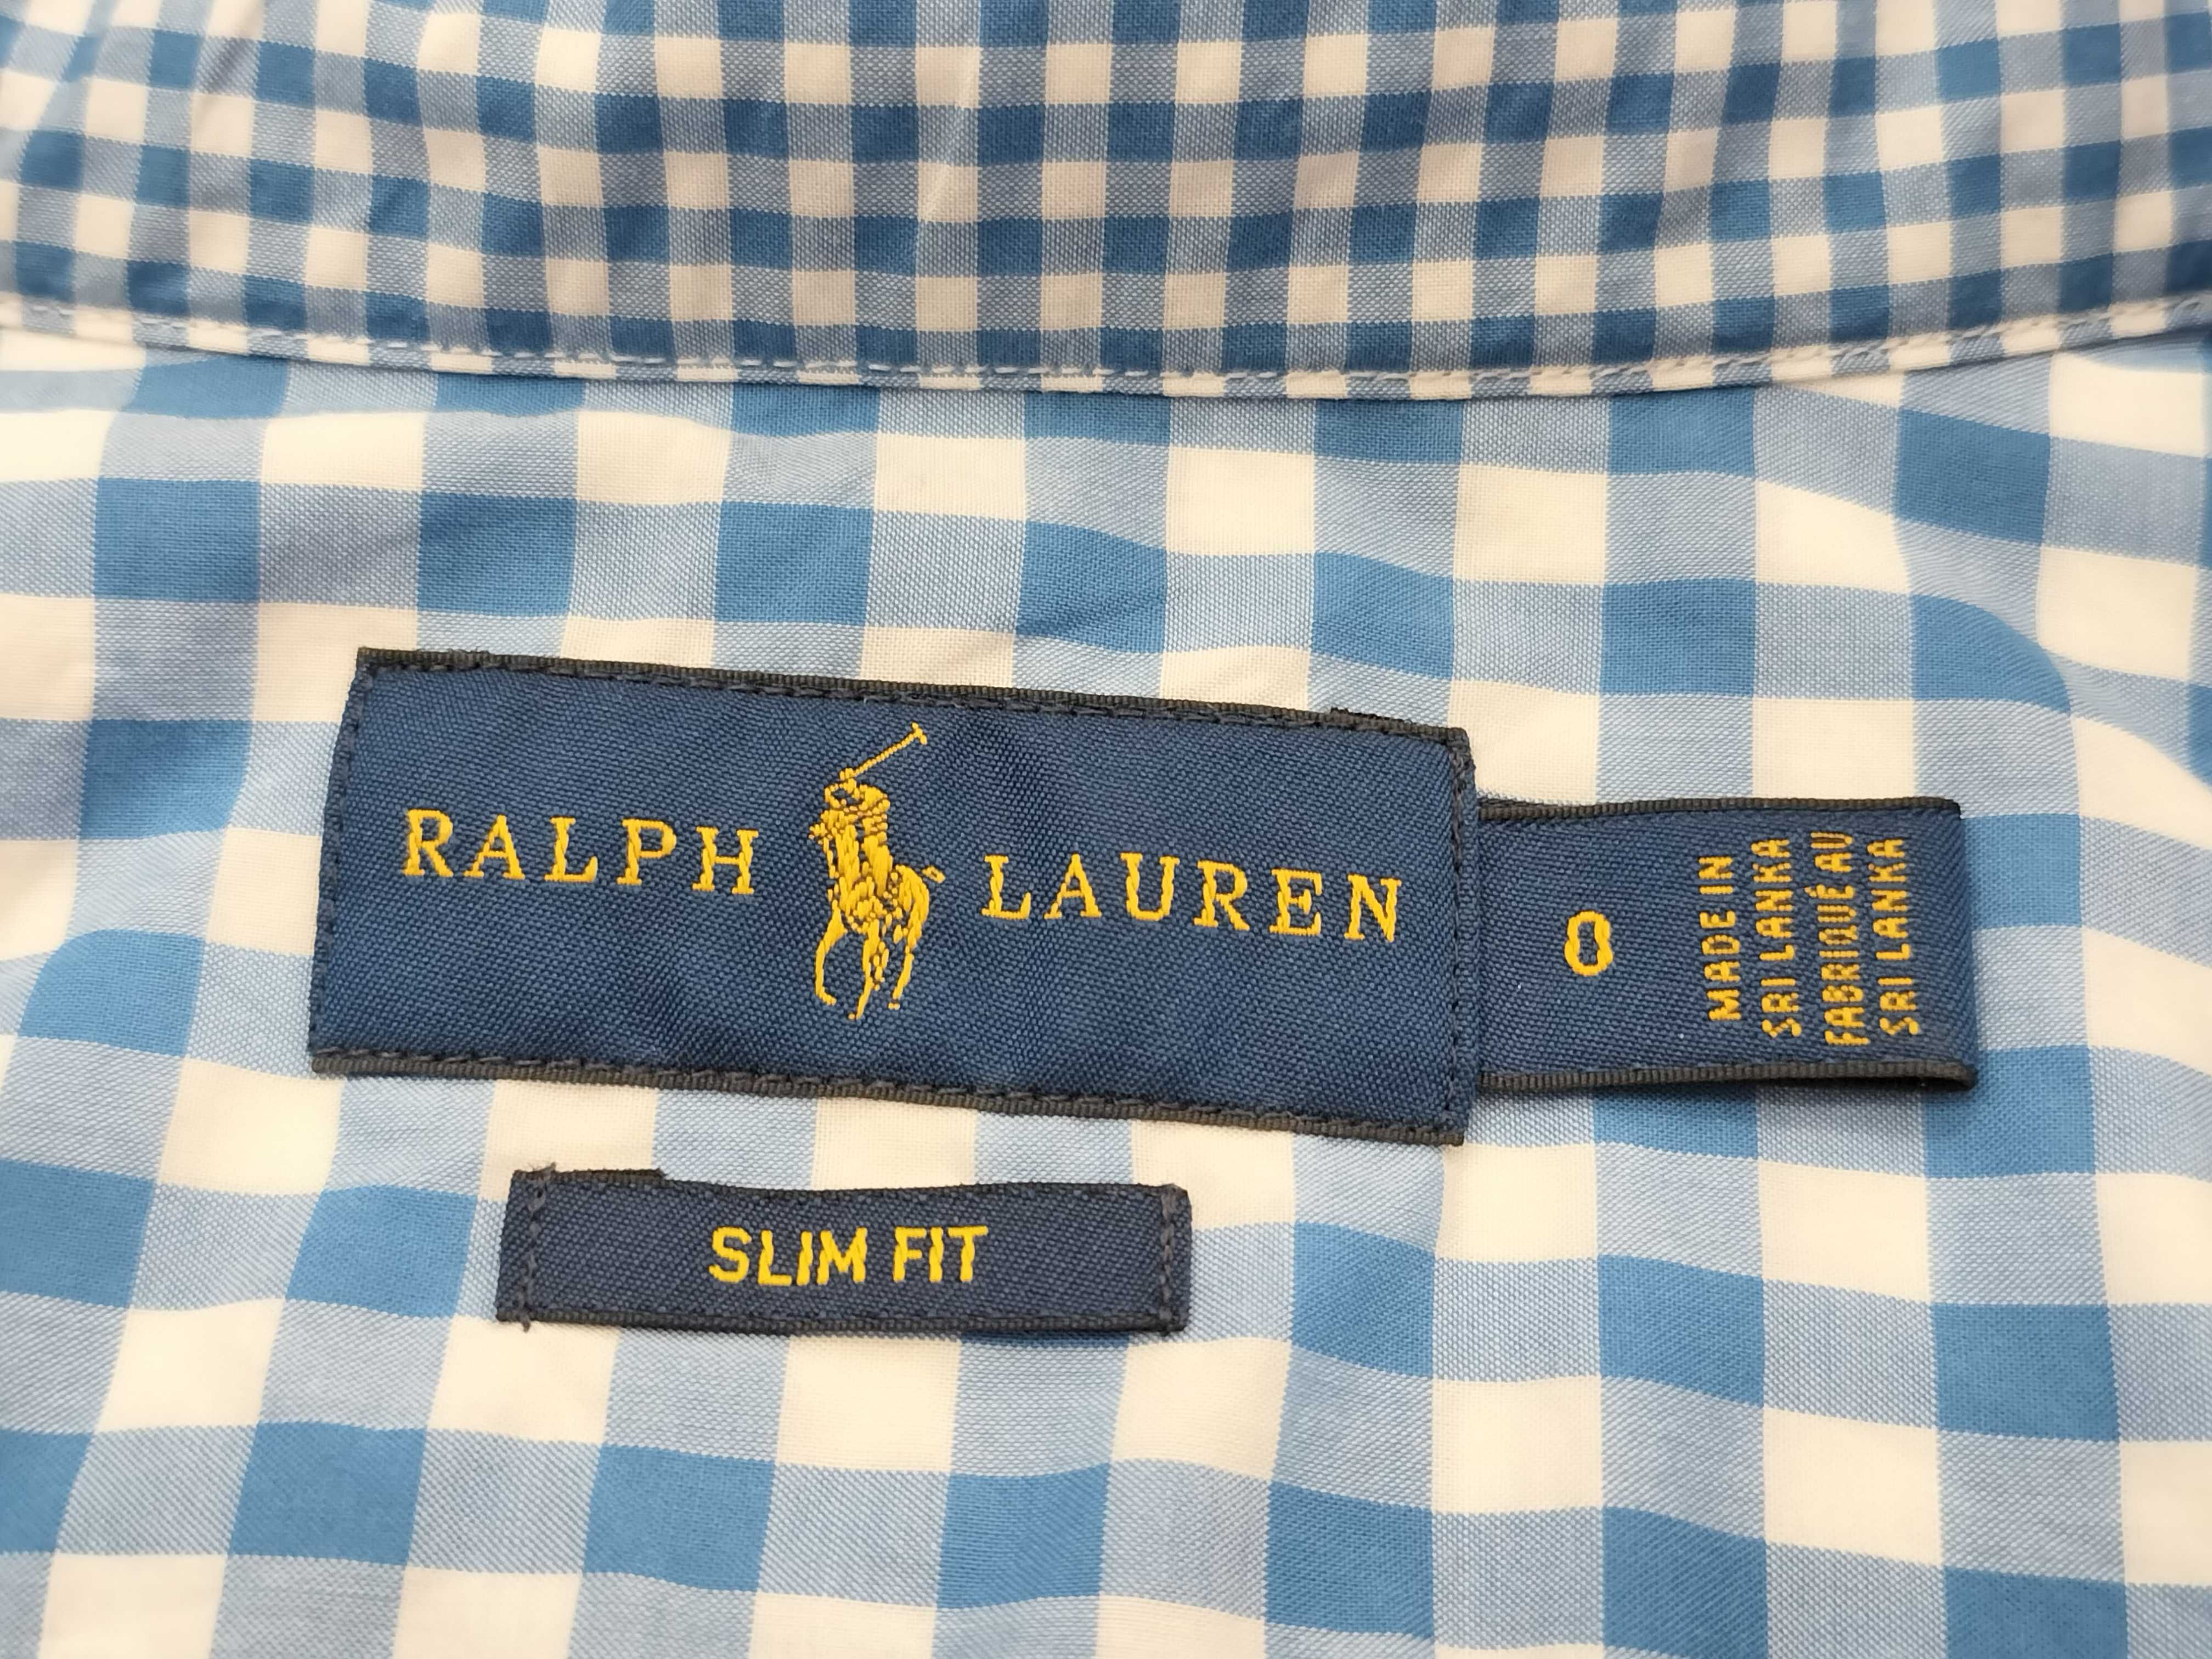 RALPH LAUREN
0
MADE IN
SRI LANKA
FABRIQUÉ AU
SRI LANKA
SLIM FIT